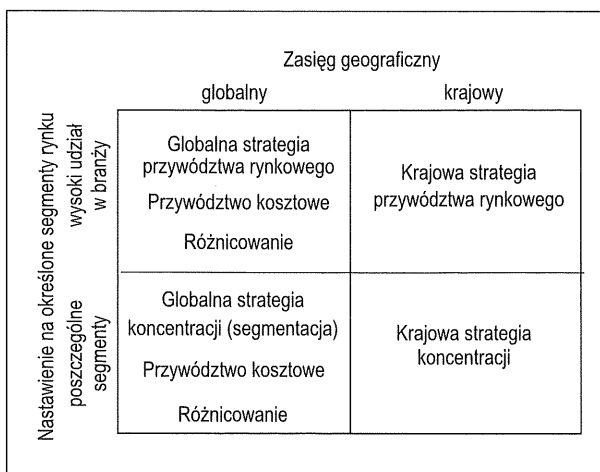 Zasięg geograficzny
globalny
krajowy
Nastawienie na określone segmenty rynku
wysoki udział
w branży
Globalna strategia
przywództwa rynkowego
Przywództwo kosztowe
Różnicowanie
Krajowa strategia
przywództwa rynkowego
poszczególne
segmenty
Globalna strategia
koncentracji (segmentacja)
Przywództwo kosztowe
Różnicowanie
Krajowa strategia
koncentracji